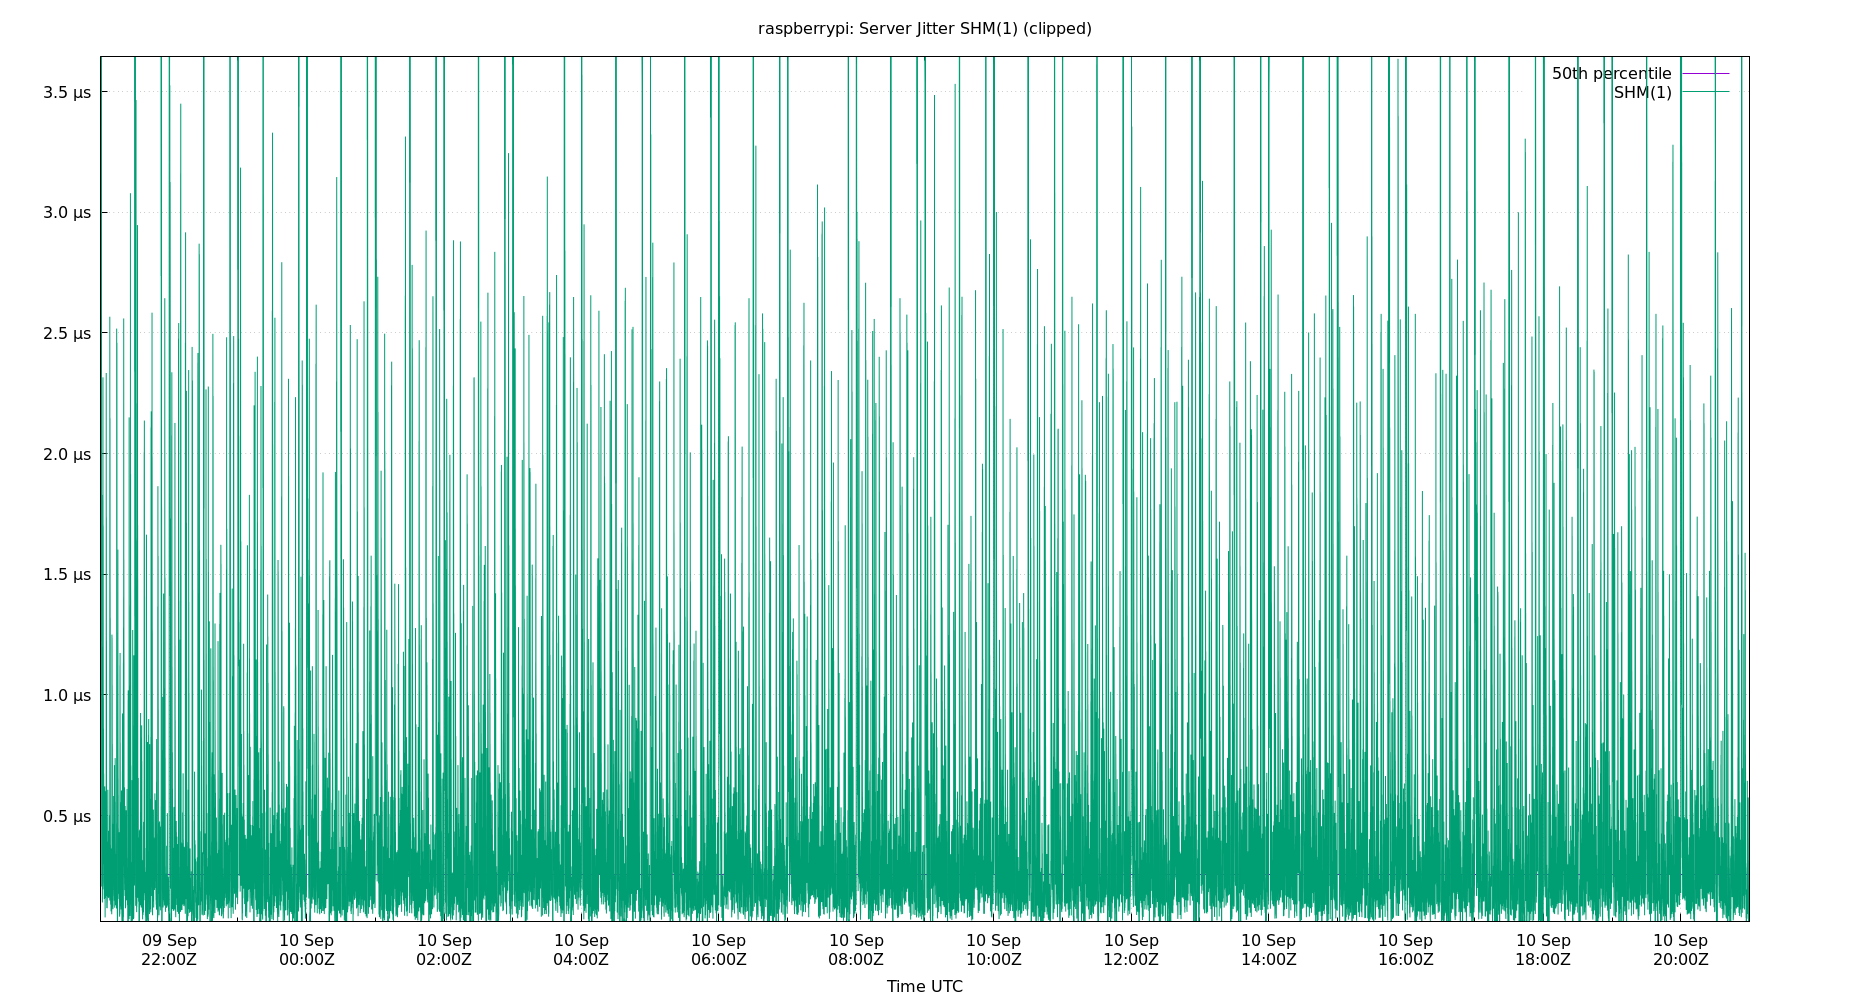 raspberrypi: Server Jitter SHM(1) (clipped)
50th percentile
SHM(1)
3.5 µs
3.0 µs
2.5 µs
2.0 µs
1.5 µs
1.0 µs
0.5 µs
09 Sep 10 Sep 10 Sep 10 Sep 10 Sep 10 Sep 10 Sep 10 Sep 10 Sep 10 Sep 10 Sep 10 Sep
22:00Z 00:00Z 02:00Z 04:00Z 06:00Z 08:00Z 10:00Z 12:00Z 14:00Z 16:00Z 18:00Z 20:00Z
Time UTC